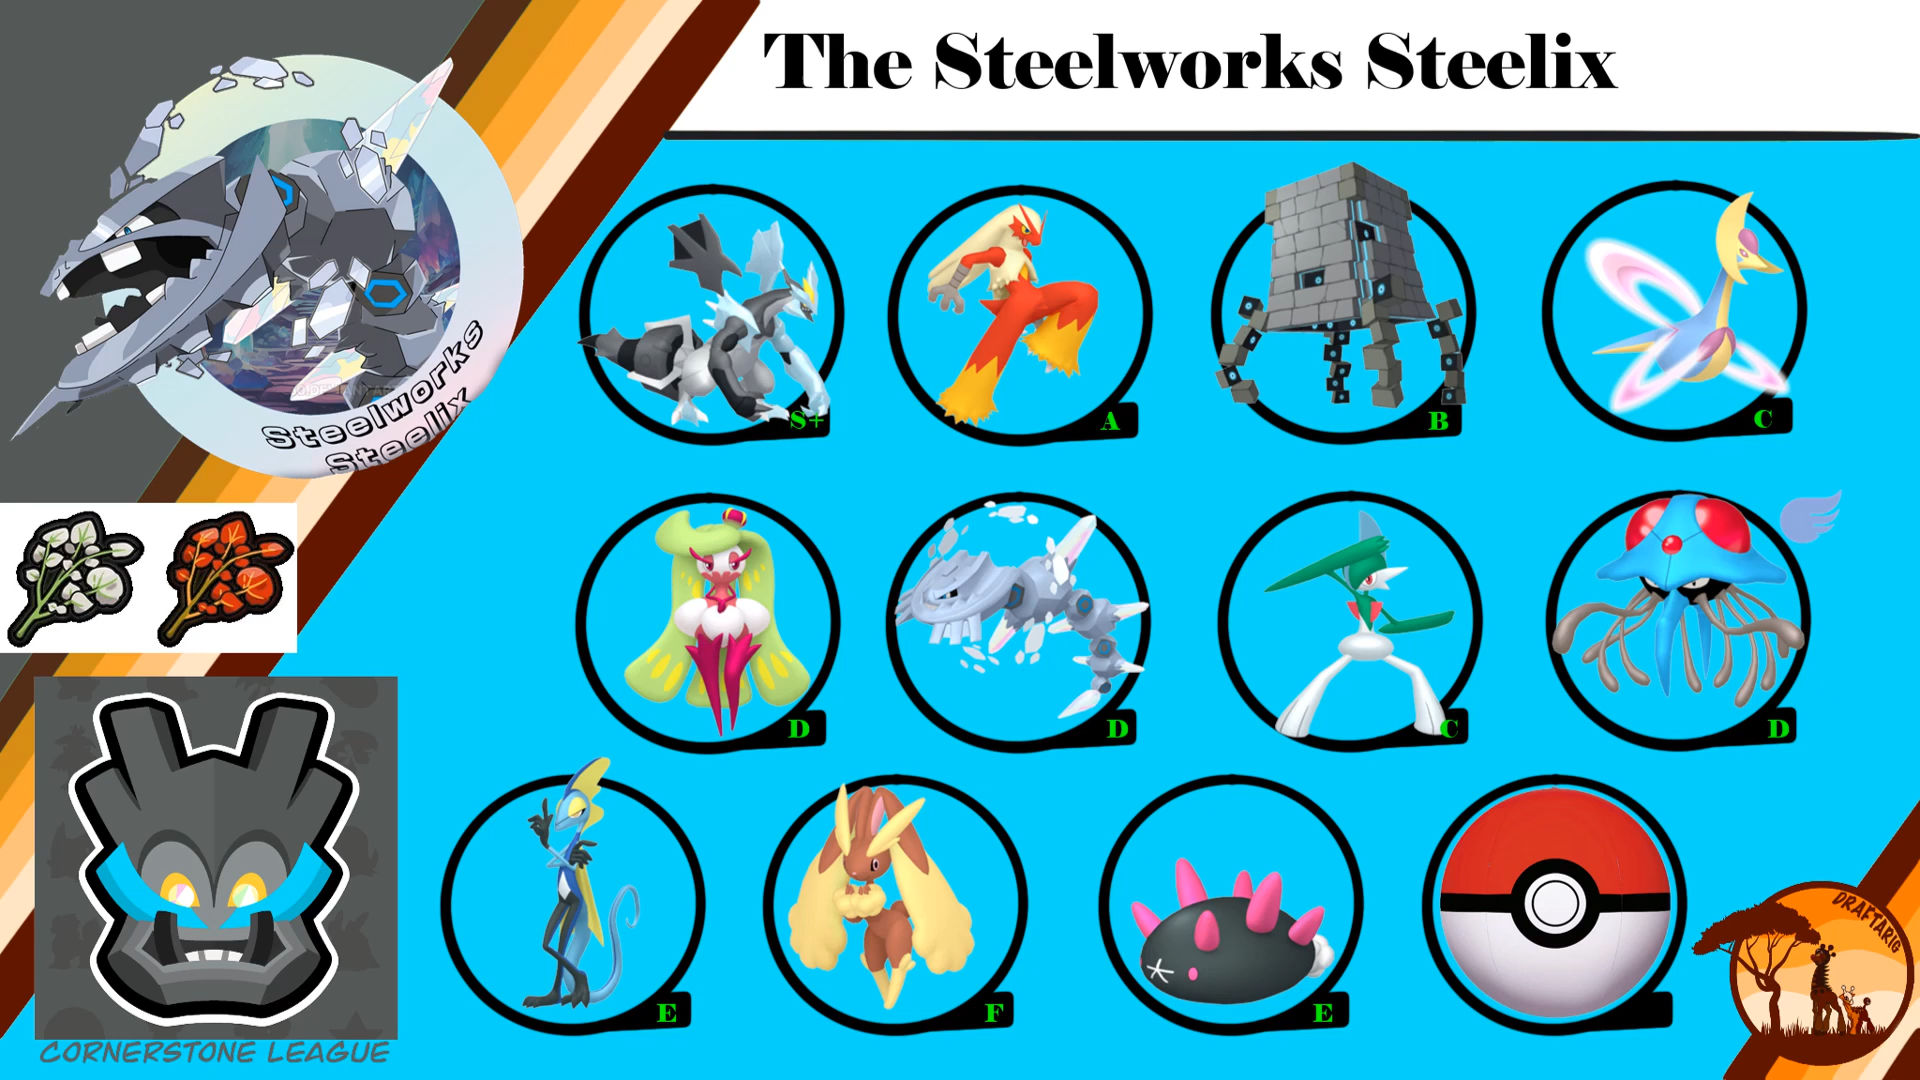 The Steelworks Steelix
Steelworks
Steelix
S+
A
B
C
D
D
C
D
E
F
E
CORNERSTONE LEAGUE
DRAFTARIG